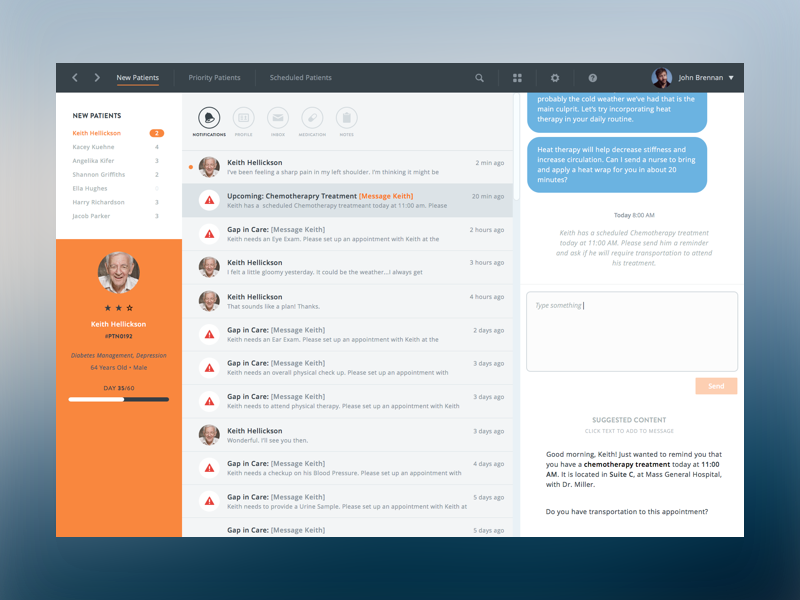 New Patients
Priority Patients
Scheduled Patients
John Brennan
NEW PATIENTS
Keith Hellickson 2
Kacey Kuehne 4
Angelika Kifer 3
Shannon Griffiths 2
Ella Hughes
Harry Richardson 3
Jacob Parker 3
Keith Hellickson
#PTN0192
Diabetes Management, Depression
64 Years Old • Male
DAY 35/60
NOTIFICATIONS
PROFILE
INBOX
MEDICATION
NOTES
Keith Hellickson 2 min ago
I've been feeling a sharp pain in my left shoulder. I'm thinking it might be
Upcoming: Chemotheraphy Treatment [Message Keith] 20 min ago
Keith has a scheduled Chemotherapy treatmeant today at 11:00 am. Please
Gap in Care: [Message Keith] 2 hours ago
Keith needs an Eye Exam. Please set up an appointment with Keith at the
Keith Hellickson 3 hours ago
I felt a little gloomy yesterday. It could be the weather...I always get
Keith Hellickson 4 hours ago
That sounds like a plan! Thanks.
Gap in Care: [Message Keith] 2 days ago
Keith needs an Ear Exam. Please set up an appointment with Keith at the
Gap in Care: [Message Keith] 3 days ago
Keith needs an overall physical check up. Please set up an appointment with
Gap in Care: [Message Keith] 3 days ago
Keith needs to attend physical therapy. Please set up an appointment with Keith
Keith Hellickson 3 days ago
Wonderful. I'll see you then.
Gap in Care: [Message Keith] 4 days ago
Keith needs a checkup on his Blood Pressure. Please set up an appointment with
Gap in Care: [Message Keith] 5 days ago
Keith needs to provide a Urine Sample. Please set up an appointment with Keith at
Gap in Care: [Message Keith] 5 days ago
probably the cold weather we've had that is the
main culprit. Let's try incorporating heat
therapy in your daily routine.
Heat therapy will help decrease stiffness and
increase circulation. Can I send a nurse to bring
and apply a heat wrap for you in about 20
minutes?
Today 8:00 AM
Keith has a scheduled Chemotherapy treatment
today at 11:00 AM. Please send him a reminder
and ask if he will require transportation to attend
his treatment.
Type something
Send
SUGGESTED CONTENT
CLICK TEXT TO ADD TO MESSAGE
Good morning, Keith! Just wanted to remind you that
you have a chemotherapy treatment today at 11:00
AM. It is located in Suite C, at Mass General Hospital,
with Dr. Miller.
Do you have transportation to this appointment?